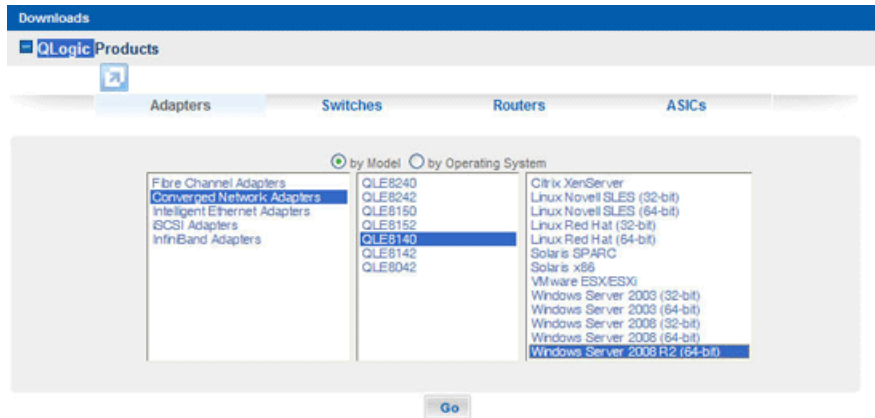 Downloads
QLogic Products
Adapters Switches Routers ASICs
by Model by Operating System
Fibre Channel Adapters
Converged Network Adapters
Intelligent Ethernet Adapters
iSCSI Adapters
InfiniBand Adapters
QLE8240
QLE8242
QLE8150
QLE8152
QLE8140
QLE8142
QLE8042
Citrix XenServer
Linux Novell SLES (32-bit)
Linux Novell SLES (64-bit)
Linux Red Hat (32-bit)
Linux Red Hat (64-bit)
Solaris SPARC
Solaris x86
VMware ESX/ESXi
Windows Server 2003 (32-bit)
Windows Server 2003 (64-bit)
Windows Server 2008 (32-bit)
Windows Server 2008 (64-bit)
Windows Server 2008 R2 (64-bit)
Go